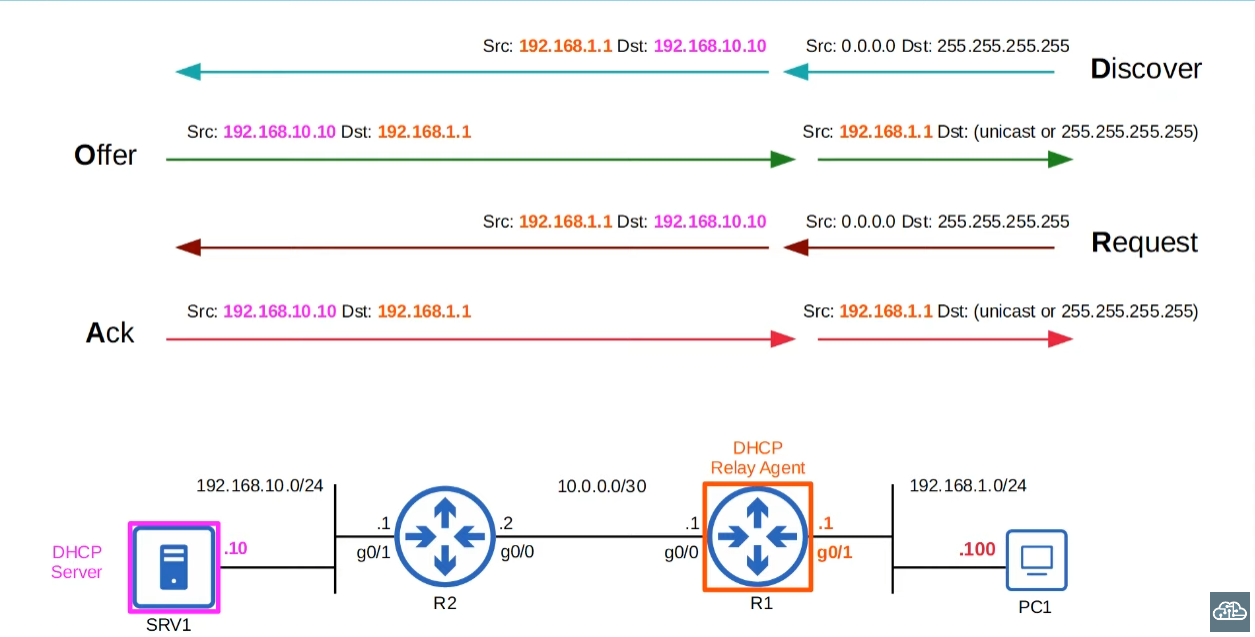 Src: 192.168.1.1 Dst: 192.168.10.10
Src: 0.0.0.0 Dst: 255.255.255.255
Discover
Src: 192.168.10.10 Dst: 192.168.1.1
Src: 192.168.1.1 Dst: (unicast or 255.255.255.255)
Offer
Src: 192.168.1.1 Dst: 192.168.10.10
Src: 0.0.0.0 Dst: 255.255.255.255
Request
Src: 192.168.10.10 Dst: 192.168.1.1
Src: 192.168.1.1 Dst: (unicast or 255.255.255.255)
Ack
DHCP
Relay Agent
192.168.10.0/24
10.0.0.0/30
192.168.1.0/24
.1
.2
.1
.1
DHCP
Server
.10
g0/1
g0/0
g0/0
g0/1
.100
R2
R1
PC1
SRV1